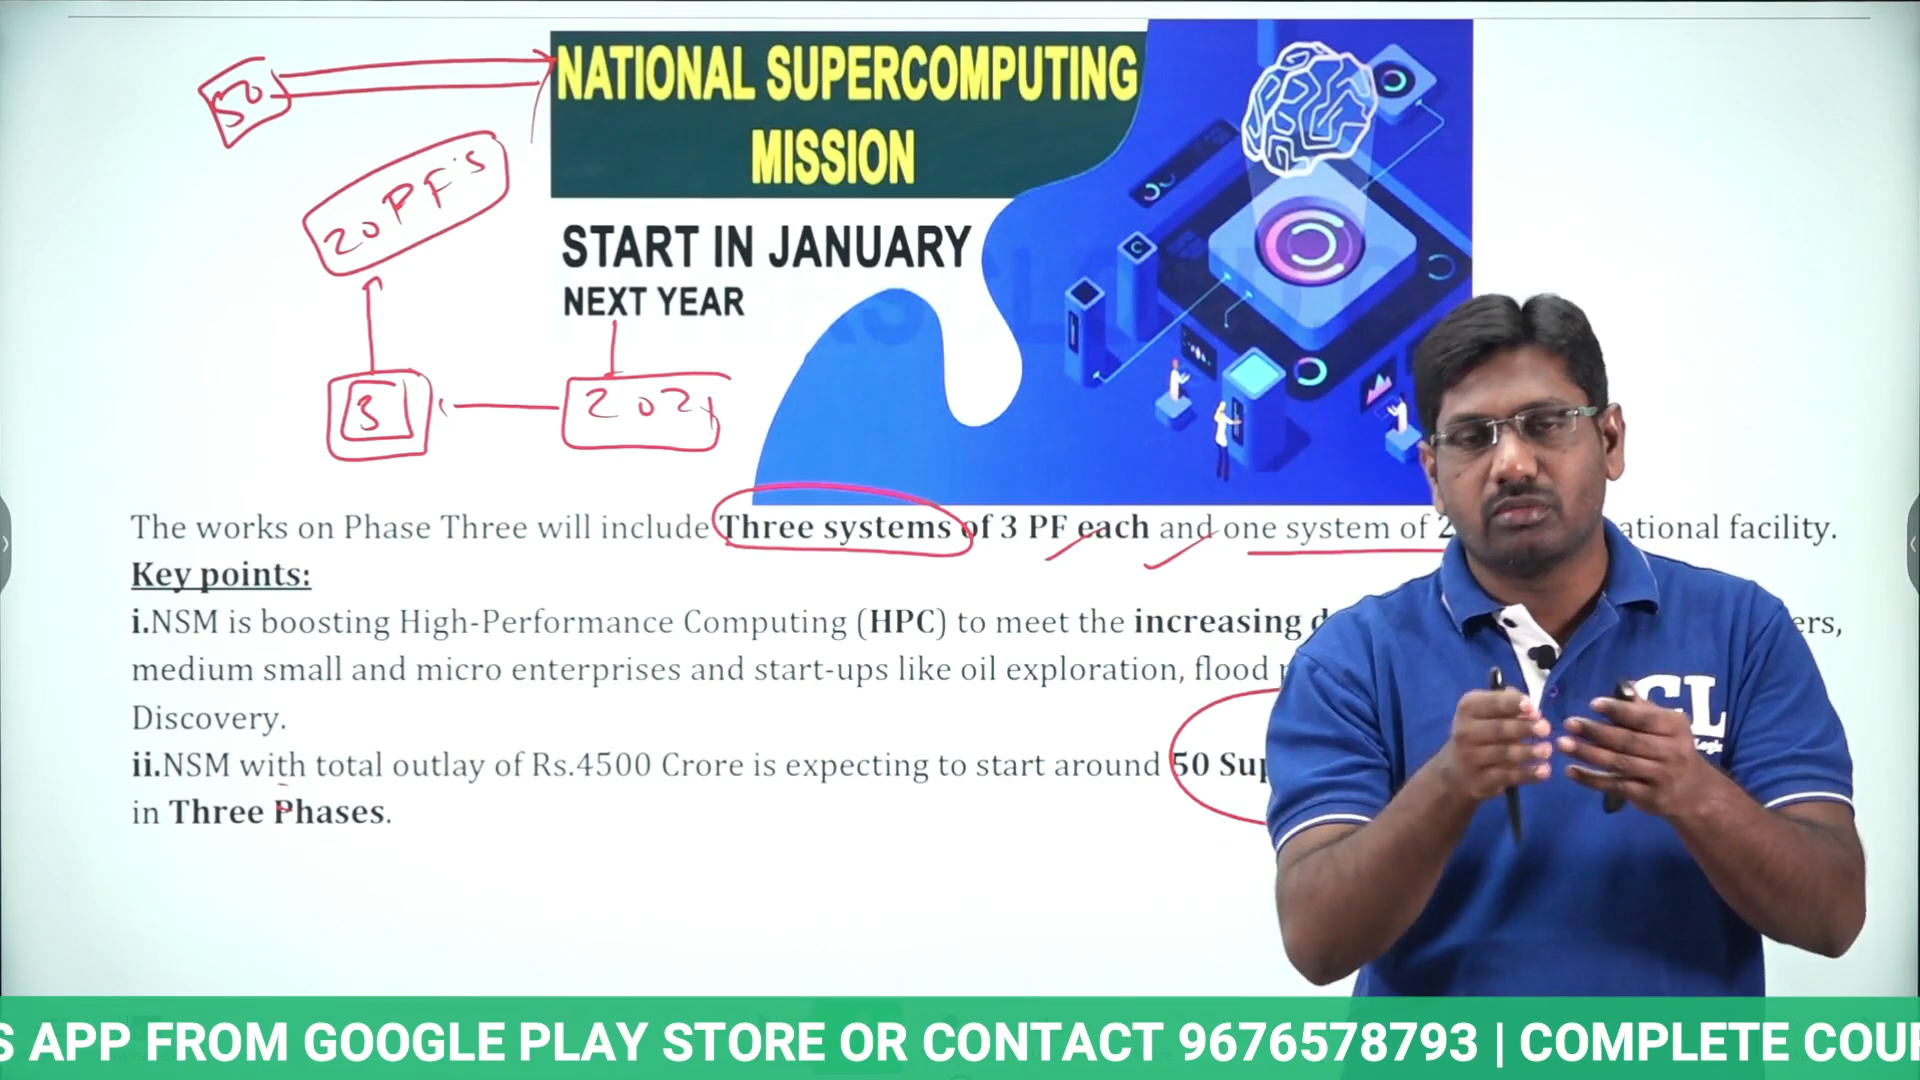 50
NATIONAL SUPERCOMPUTING
MISSION
20 PF's
START IN JANUARY
NEXT YEAR
3
2021
The works on Phase Three will include Three systems of 3 PF each and one system of 2 ational facility.
Key points:
i.NSM is boosting High-Performance Computing (HPC) to meet the increasing d ers,
medium small and micro enterprises and start-ups like oil exploration, flood p
Discovery.
ii.NSM with total outlay of Rs.4500 Crore is expecting to start around 50 Sup
in Three Phases.
S APP FROM GOOGLE PLAY STORE OR CONTACT 9676578793 | COMPLETE COU